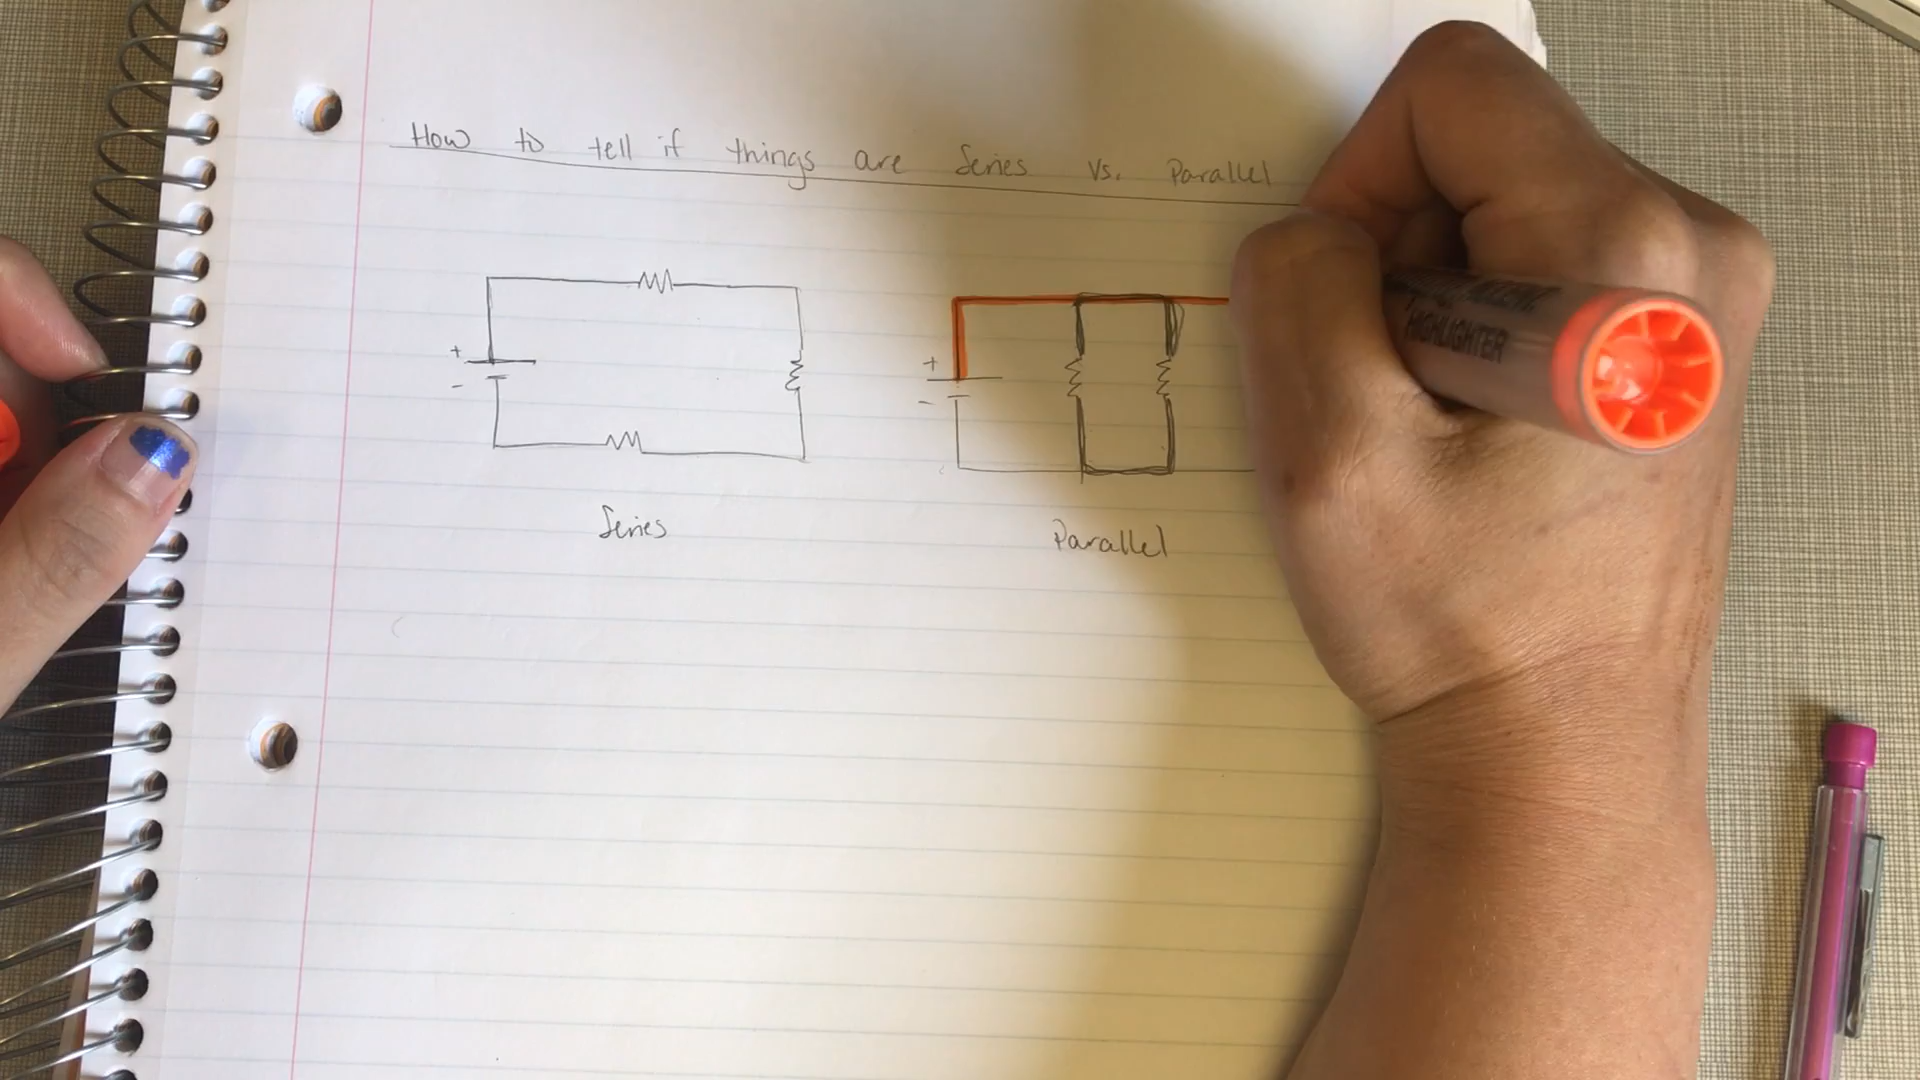 How to tell if things are Series vs. Parallel
+
-
+
-
Series
Parallel
HIGHLIGHTER